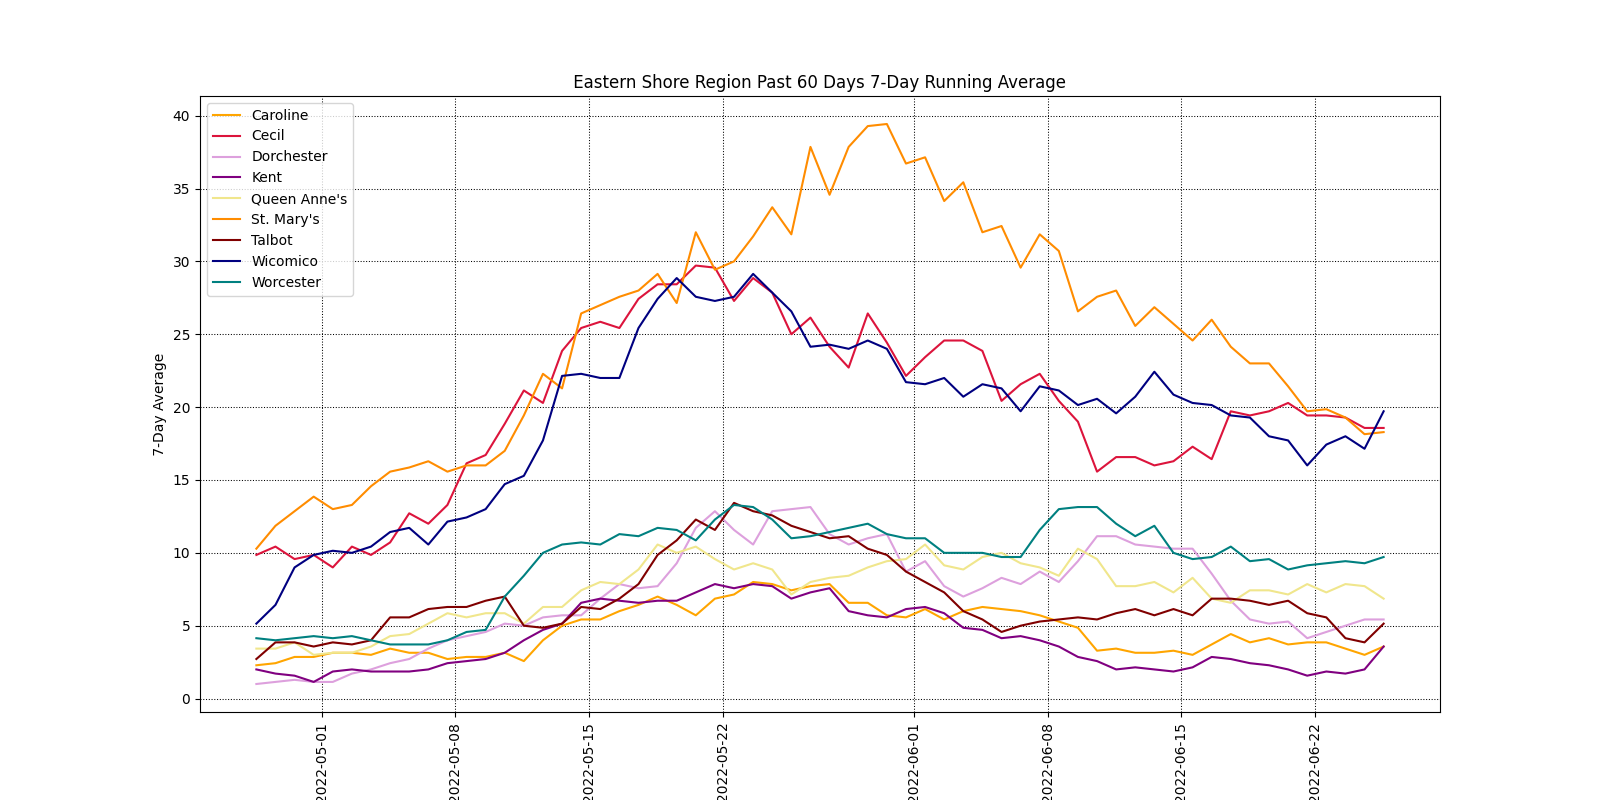 Eastern Shore Region Past 60 Days 7-Day Running Average
Caroline
Cecil
Dorchester
Kent
Queen Anne's
St. Mary's
Talbot
Wicomico
Worcester
40
35
30
25
20
15
10
5
0
7-Day Average
2022-05-01
2022-05-08
2022-05-15
2022-05-22
2022-06-01
2022-06-08
2022-06-15
2022-06-22